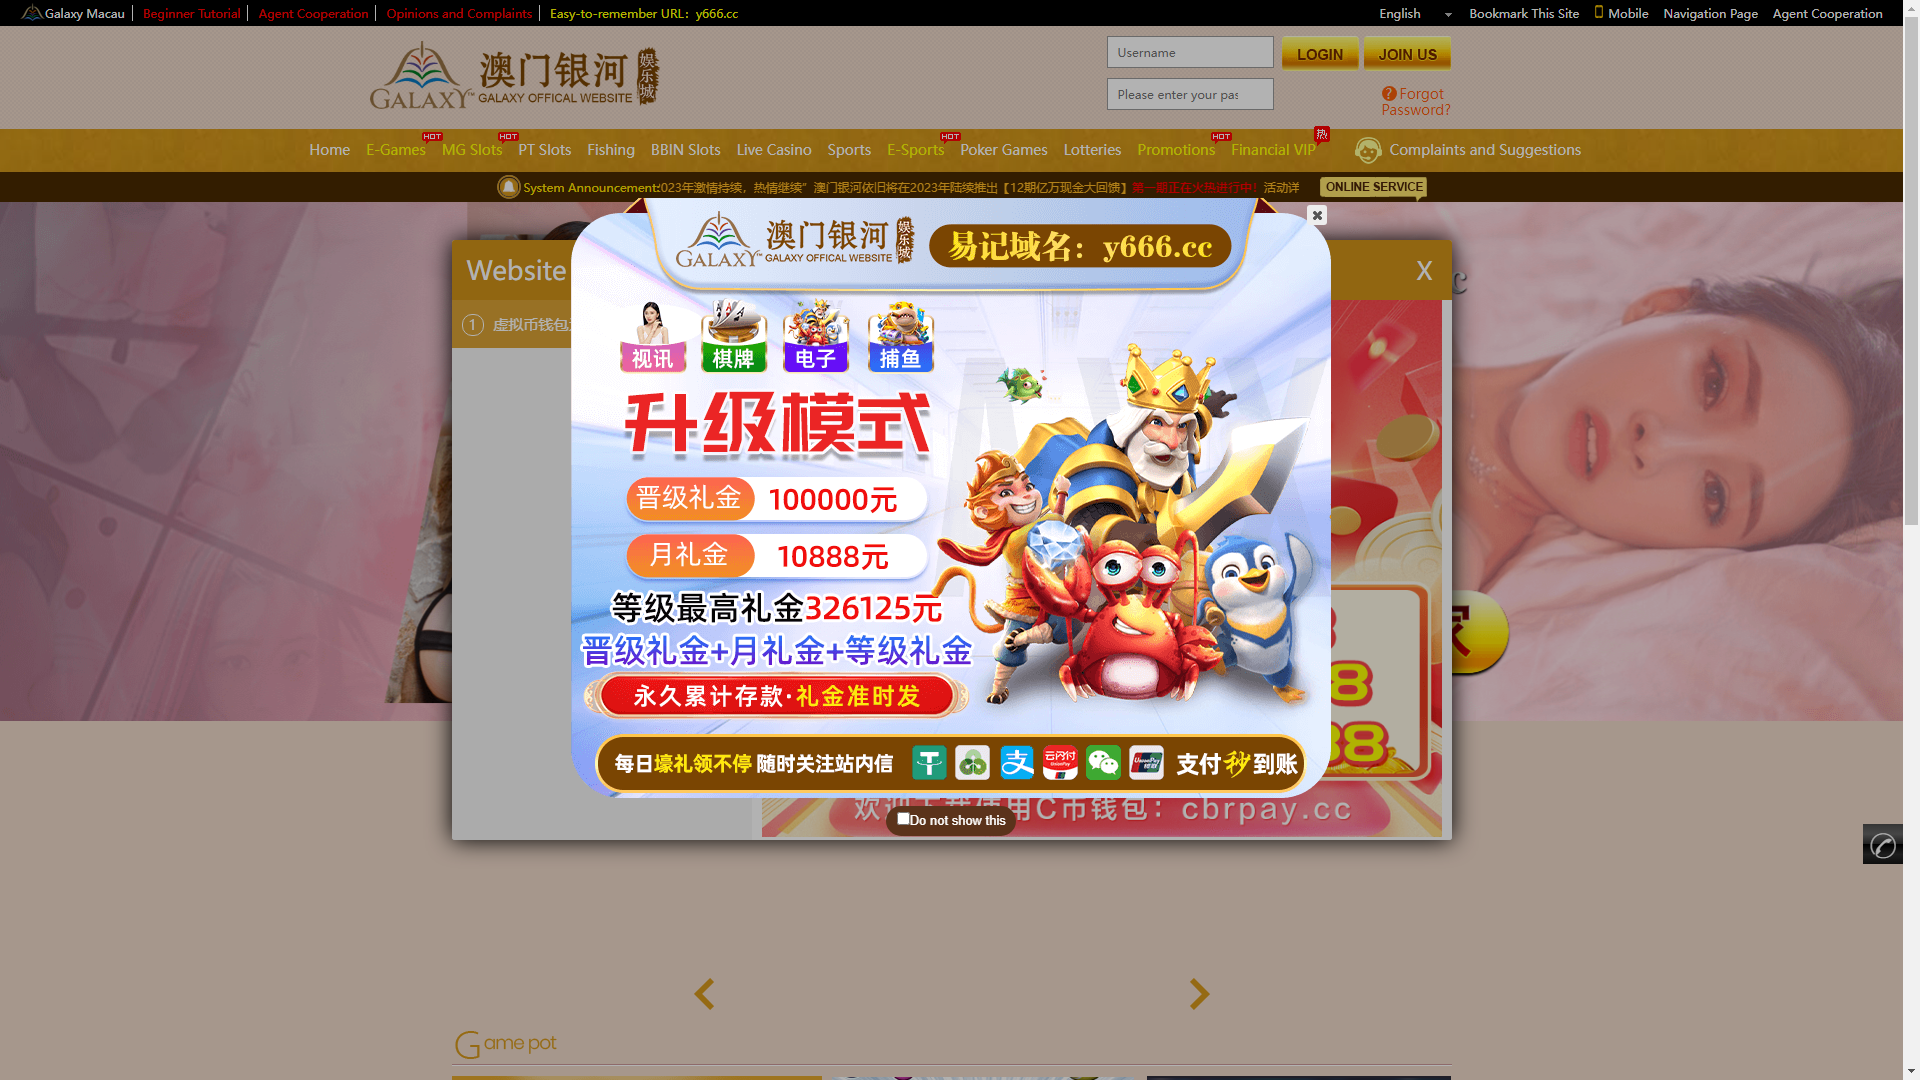 Galaxy Macau
Beginner Tutorial
Agent Cooperation
Opinions and Complaints
Easy-to-remember URL：y666.cc
English
Bookmark This Site
Mobile
Navigation Page
Agent Cooperation
GALAXY™ 澳门银河 娱乐城
GALAXY OFFICAL WEBSITE
Username
LOGIN
JOIN US
Please enter your pas
Forgot
Password?
Home
E-Games
HOT
MG Slots
HOT
PT Slots
Fishing
BBIN Slots
Live Casino
Sports
E-Sports
HOT
Poker Games
Lotteries
Promotions
HOT
Financial VIP
热
Complaints and Suggestions
System Announcement:
023年激情持续，热情继续”澳门银河依旧将在2023年陆续推出【12期亿万现金大回馈】第一期正在火热进行中！活动详
ONLINE SERVICE
Website
X
1 虚拟币钱包
GALAXY™ 澳门银河 娱乐城
GALAXY OFFICAL WEBSITE
易记域名：y666.cc
视讯
棋牌
电子
捕鱼
升级模式
晋级礼金 100000元
月礼金 10888元
等级最高礼金326125元
晋级礼金+月礼金+等级礼金
永久累计存款·礼金准时发
每日壕礼领不停 随时关注站内信
云闪付
UnionPay
支付秒到账
用C币钱包：cbrpay.cc
Do not show this
Game pot